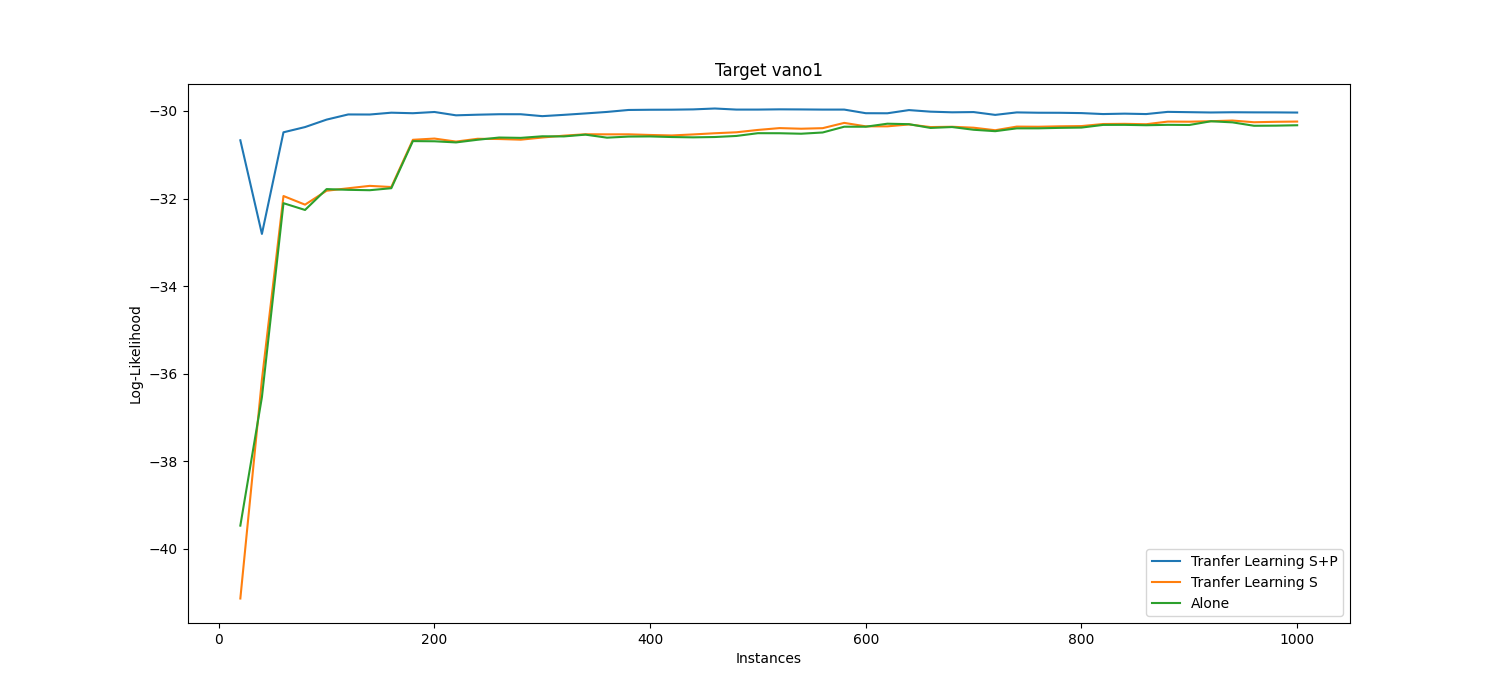 Target vano1
Log-Likelihood
−30
−32
−34
−36
−38
−40
0
200
400
600
800
1000
Instances
Tranfer Learning S+P
Tranfer Learning S
Alone